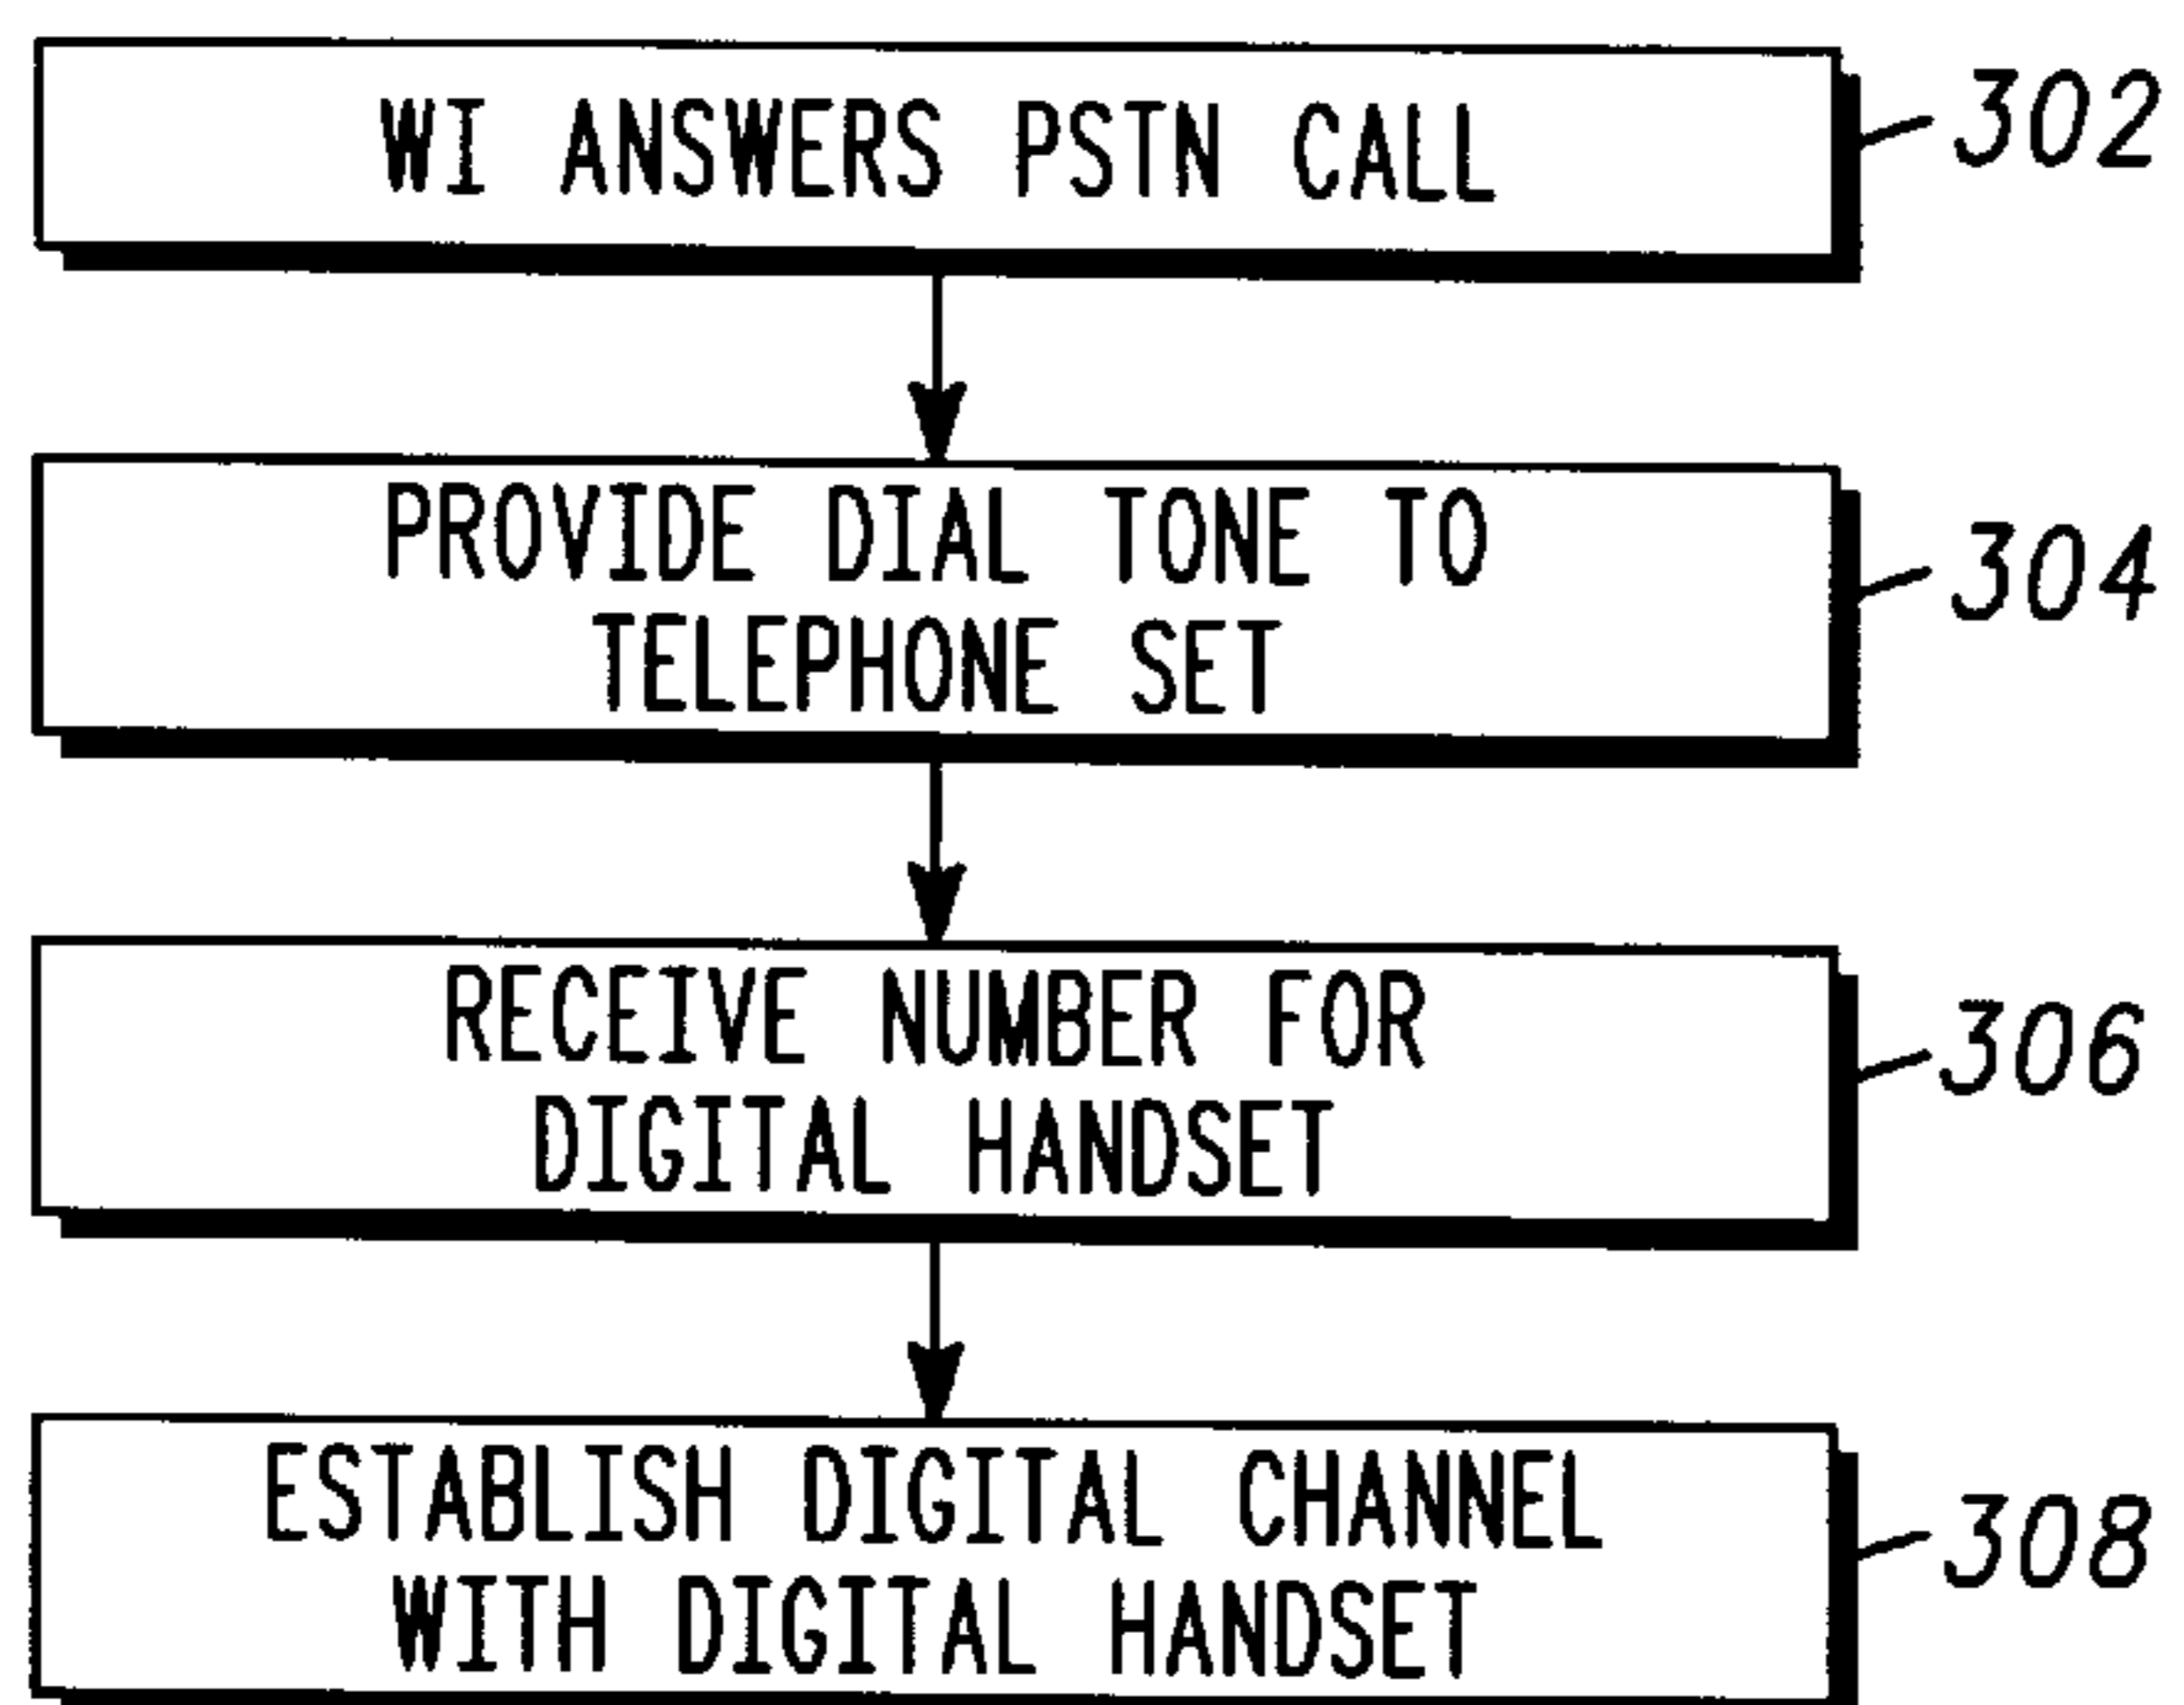 WI ANSWERS PSTN CALL
302
PROVIDE DIAL TONE TO
TELEPHONE SET
304
RECEIVE NUMBER FOR
DIGITAL HANDSET
306
ESTABLISH DIGITAL CHANNEL
WITH DIGITAL HANDSET
308